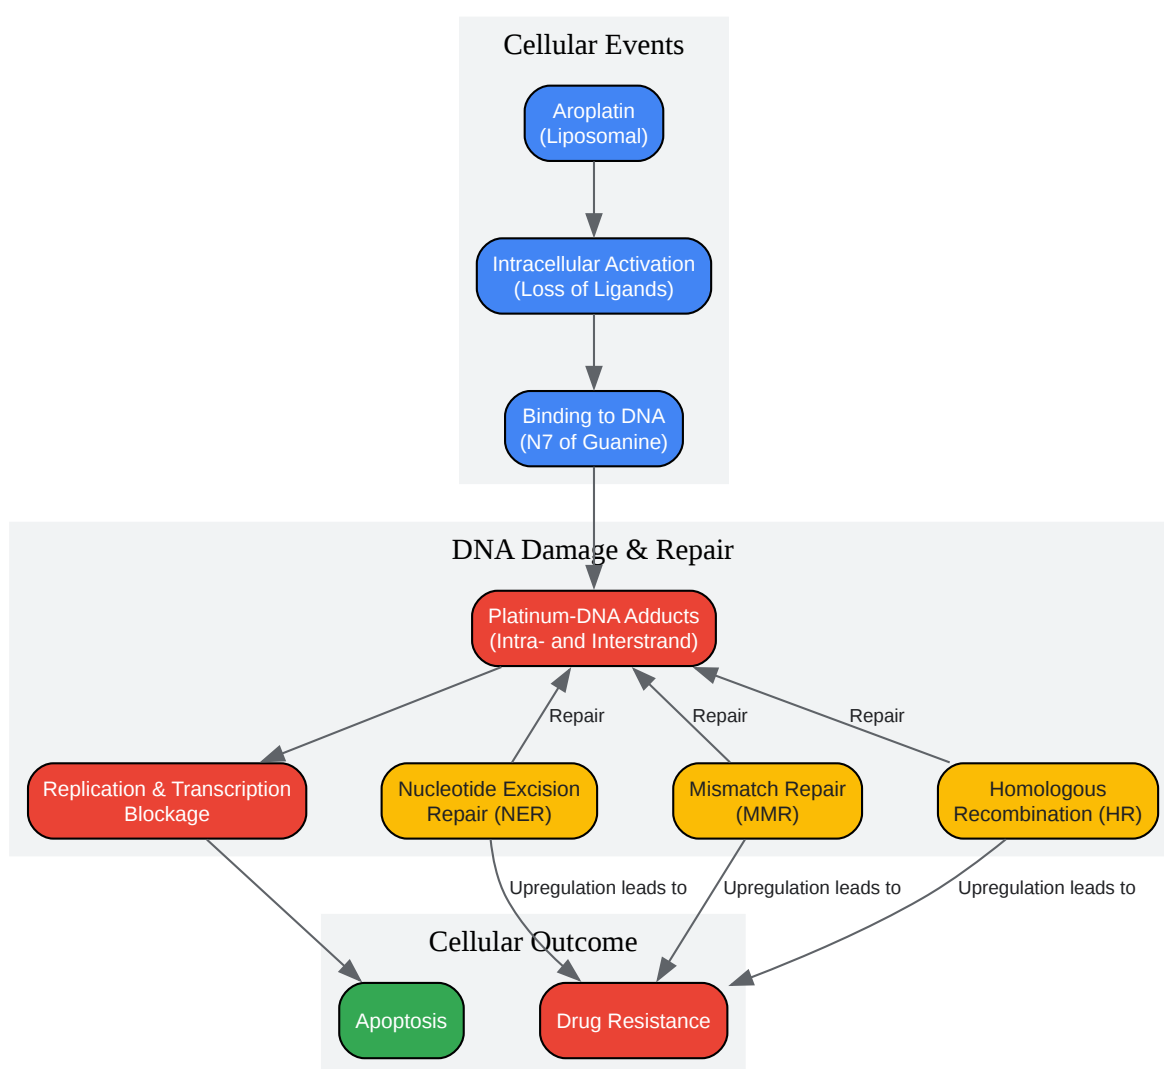 Cellular Events
Aroplatin
(Liposomal)
Intracellular Activation
(Loss of Ligands)
Binding to DNA
(N7 of Guanine)
DNA Damage & Repair
Platinum-DNA Adducts
(Intra- and Interstrand)
Repair
Repair
Repair
Replication & Transcription
Blockage
Nucleotide Excision
Repair (NER)
Mismatch Repair
(MMR)
Homologous
Recombination (HR)
Upregulation leads to
Upregulation leads to
Upregulation leads to
Cellular Outcome
Apoptosis
Drug Resistance